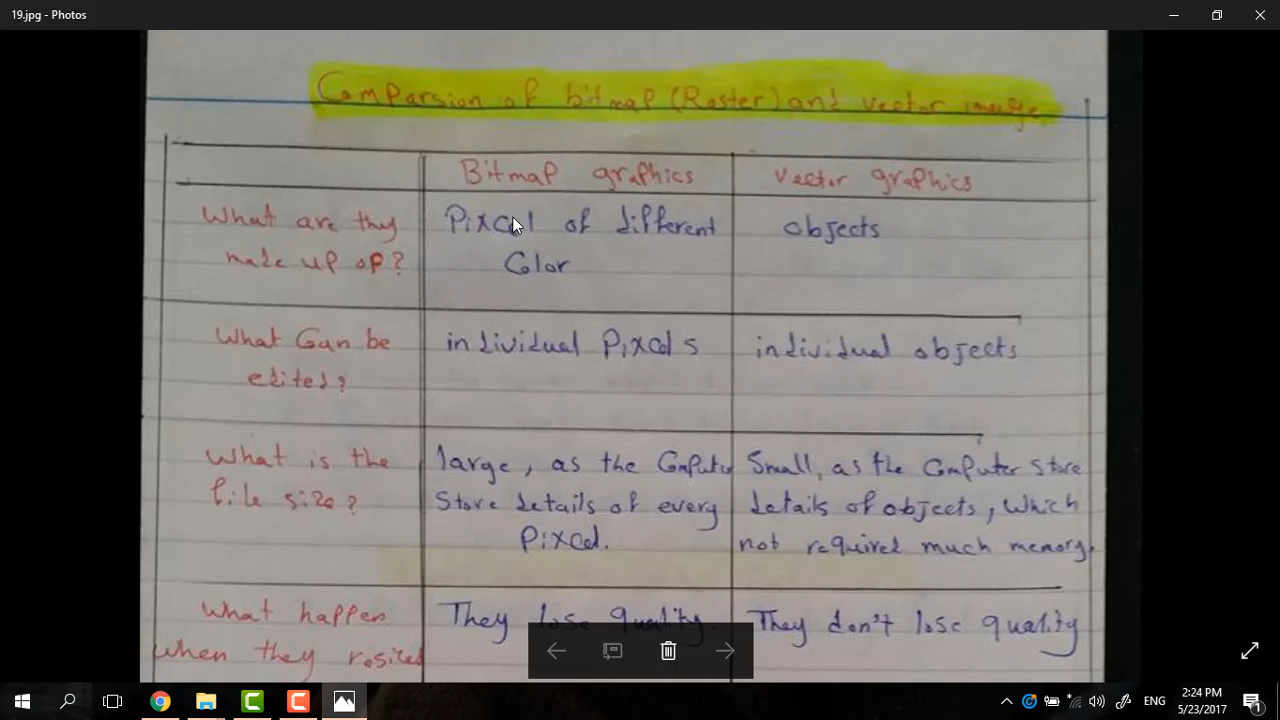 19.jpg - Photos
Comparsion of bitmap (Raster) and vector image
Bitmap graphics
vector graphics
What are they
made up of?
Pixcel of different
Color
objects
What Can be
edited?
individual Pixcels
individual objects
What is the
file size?
large, as the Computer
Store details of every
Pixcel.
Small, as the Computer store
details of objects, which
not required much memory.
What happen
when they resized
They lose quality.
They don't lose quality
ENG
2:24 PM
5/23/2017
1